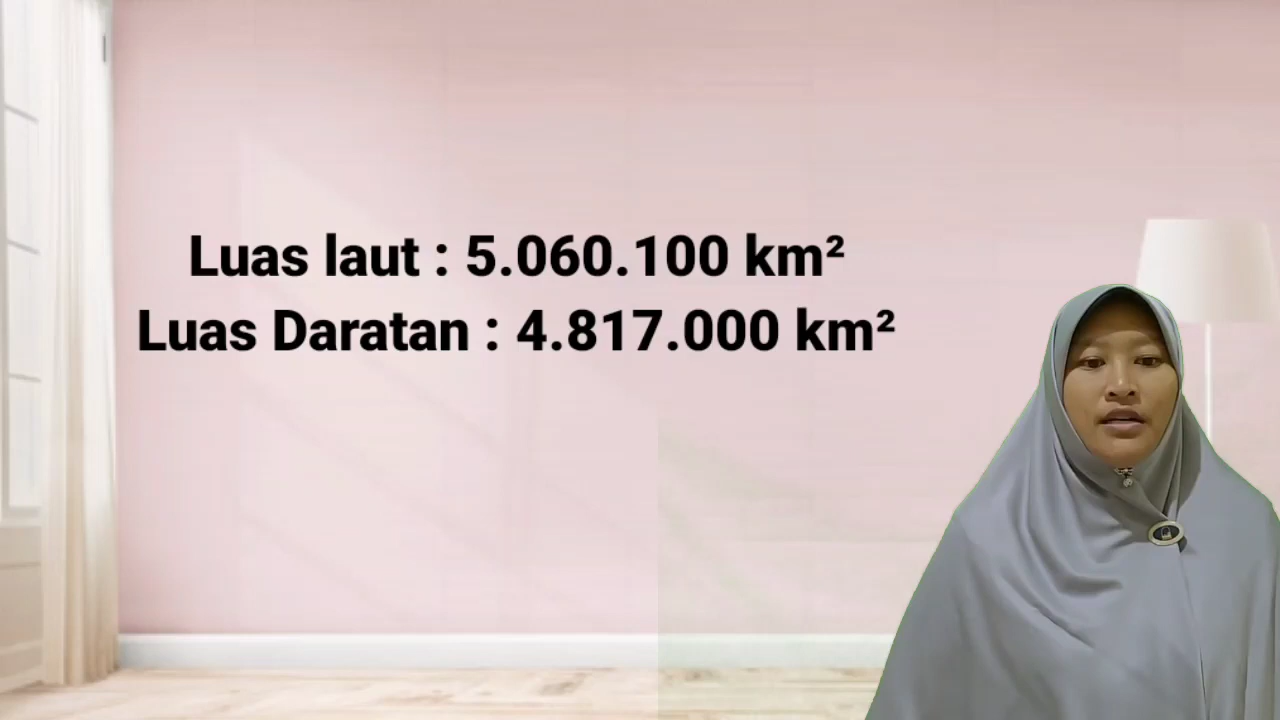 Luas laut : 5.060.100 km²
Luas Daratan : 4.817.000 km²